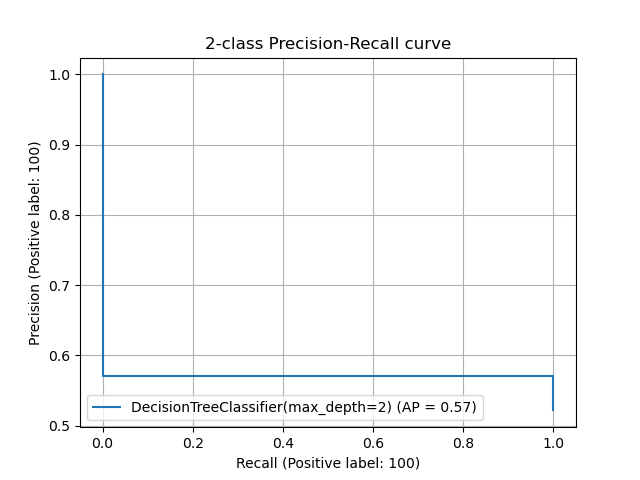 2-class Precision-Recall curve
Precision (Positive label: 100)
1.0
0.9
0.8
0.7
0.6
0.5
DecisionTreeClassifier(max_depth=2) (AP = 0.57)
0.0 0.2 0.4 0.6 0.8 1.0
Recall (Positive label: 100)